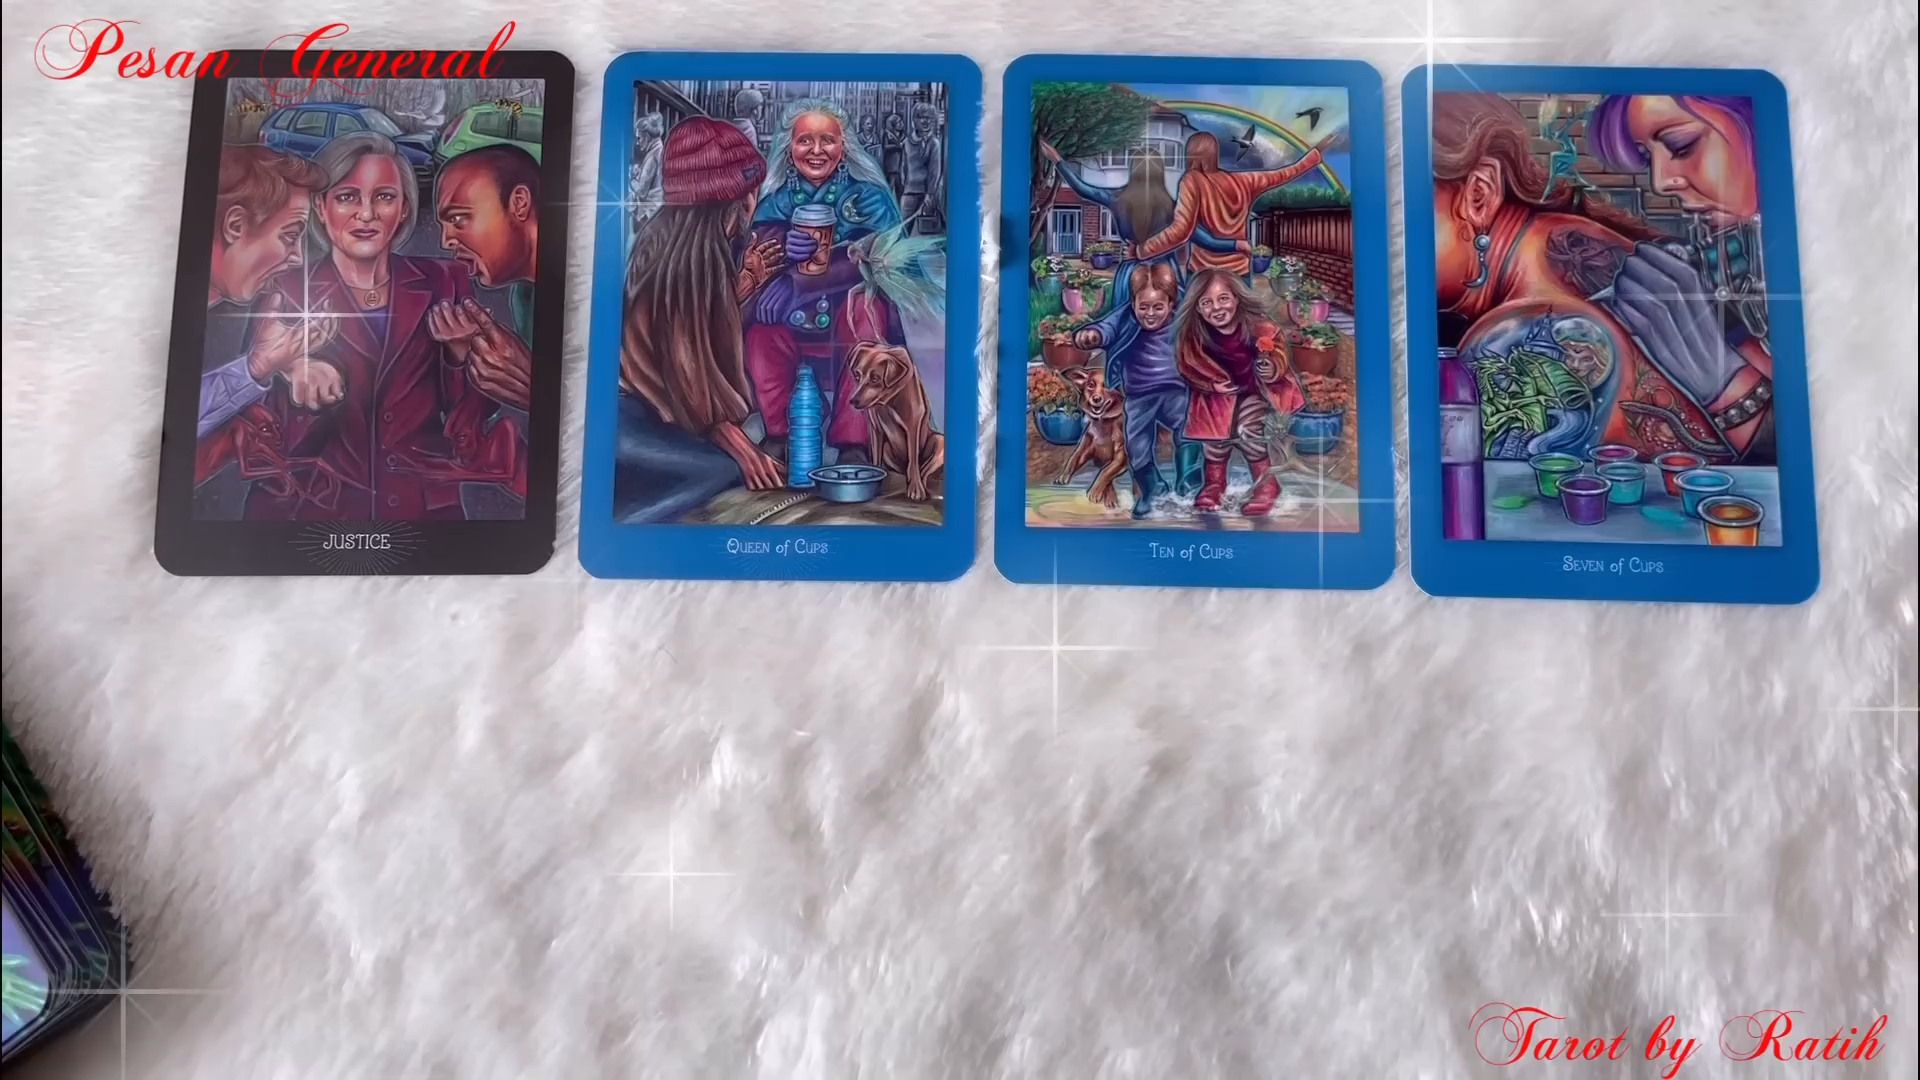 Pesan General
JUSTICE
Queen of Cups
Ten of Cups
Seven of Cups
Tarot by Ratih